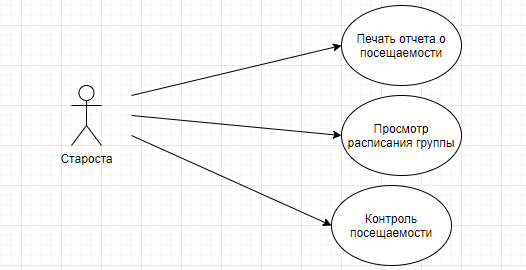 Печать отчета о
посещаемости
Просмотр
расписания группы
Староста
Контроль
посещаемости